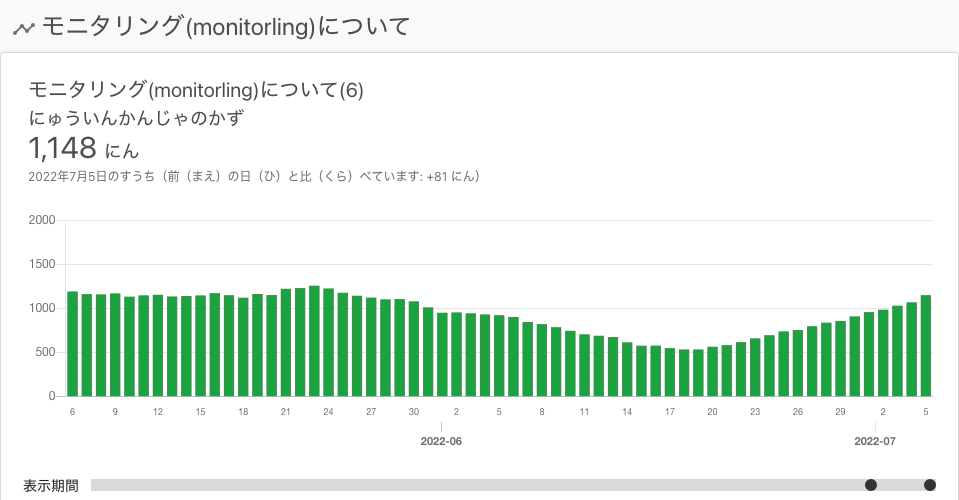 モニタリング(monitorling)について
モニタリング(monitorling)について(6)
にゅういんかんじゃのかず
1,148 にん
2022年7月5日のすうち（前（まえ）の日（ひ）と比（くら）べています: +81 にん）
2000
1500
1000
500
0
6 9 12 15 18 21 24 27 30 2 5 8 11 14 17 20 23 26 29 2 5
2022-06 2022-07
表示期間